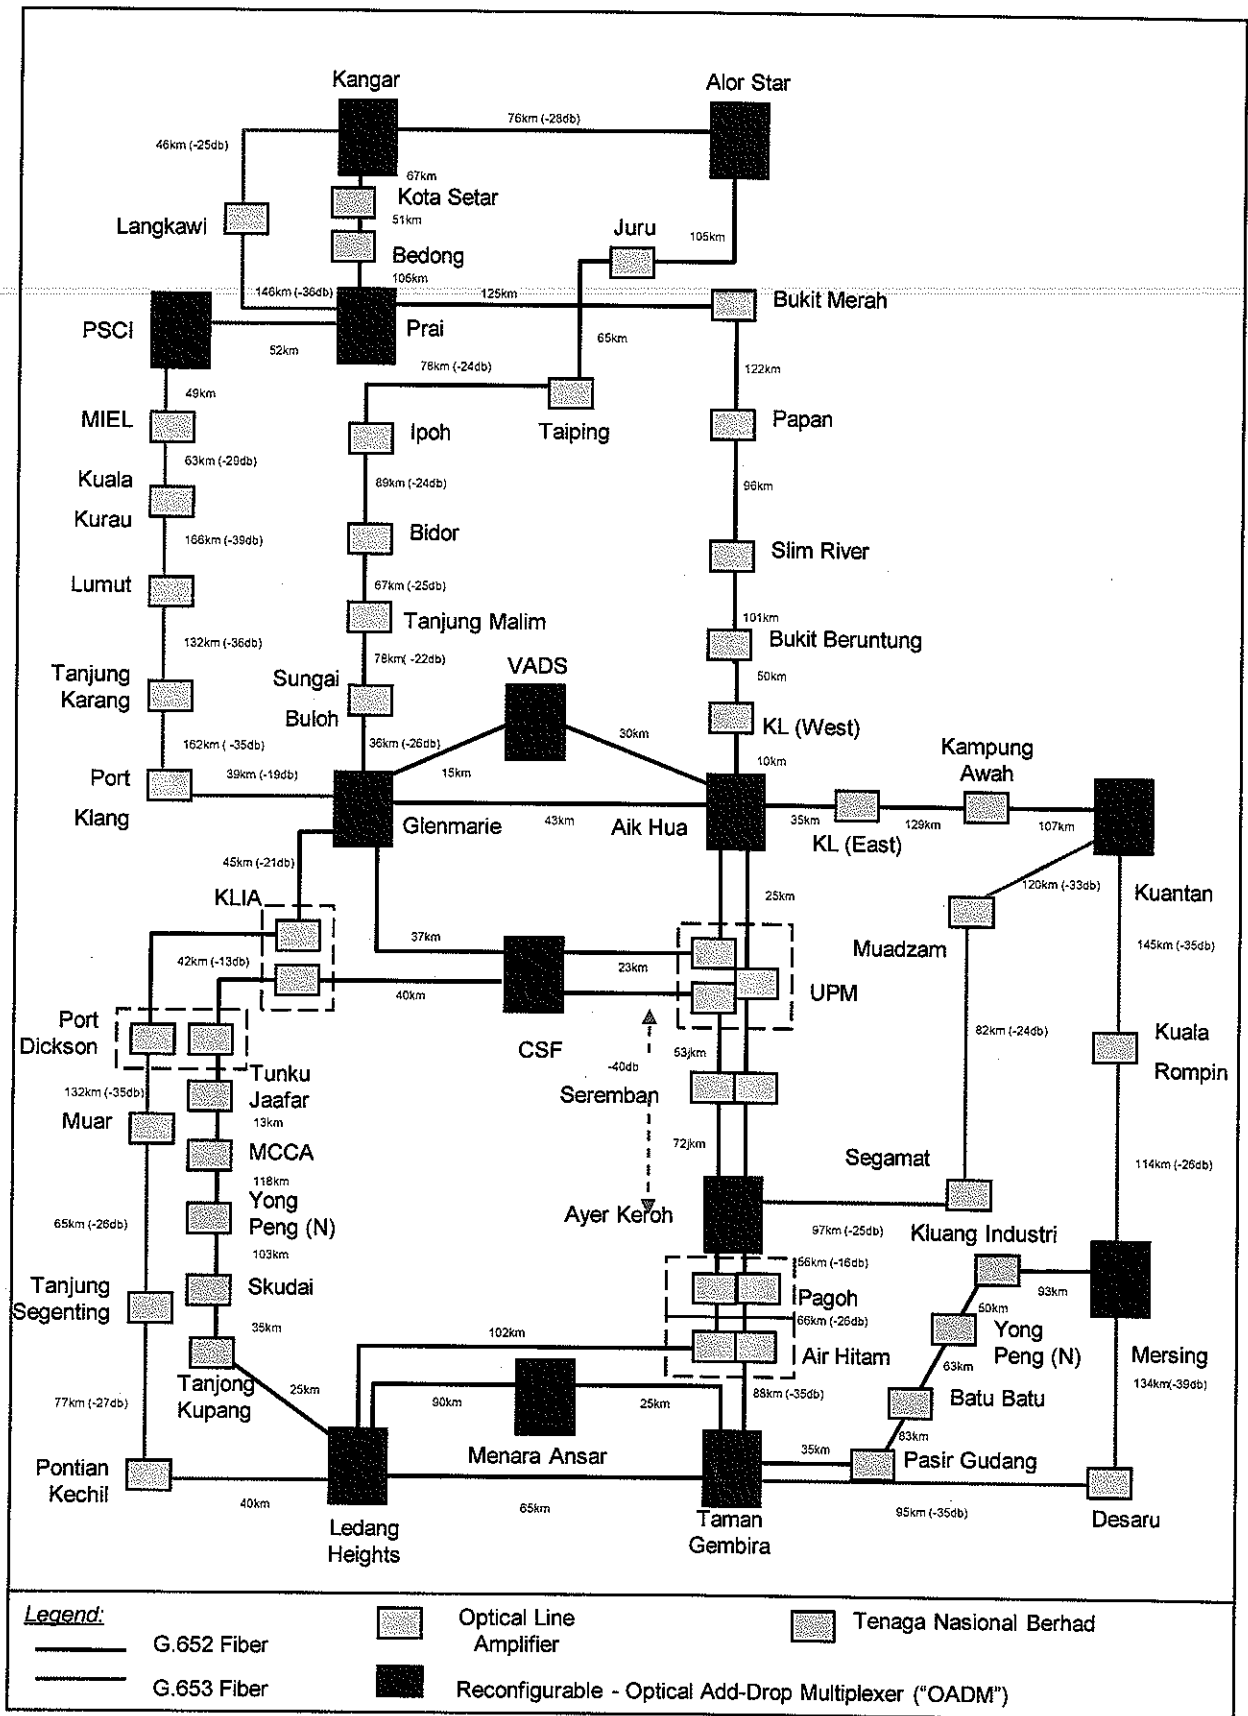 Kangar
Alor Star
76km (-28db)
46km (-25db)
67km
Kota Setar
51km
Langkawi
Juru
105km
Bedong
105km
146km (-36db)
125km
Bukit Merah
PSCI
Prai
52km
65km
78km (-24db)
122km
49km
MIEL
Ipoh
Taiping
Papan
63km (-29db)
Kuala
Kurau
89km (-24db)
96km
166km (-39db)
Bidor
Slim River
Lumut
67km (-25db)
101km
132km (-36db)
Tanjung Malim
Bukit Beruntung
78km( -22db)
VADS
50km
Tanjung
Karang
Sungai
Buloh
KL (West)
162km (-35db)
36km (-26db)
30km
10km
Kampung
Awah
Port
Klang
39km (-19db)
15km
Glenmarie
43km
Aik Hua
35km
129km
107km
KL (East)
45km (-21db)
120km (-33db)
Kuantan
KLIA
25km
37km
Muadzam
145km (-35db)
42km (-13db)
23km
40km
UPM
Port
Dickson
CSF
53jkm
82km (-24db)
Kuala
Rompin
-40db
Tunku
Jaafar
Seremban
132km (-35db)
13km
Muar
MCCA
72jkm
Segamat
114km (-26db)
118km
Yong
Peng (N)
Ayer Keroh
65km (-26db)
97km (-25db)
Kluang Industri
103km
56km (-16db)
Tanjung
Segenting
Skudai
Pagoh
50km
93km
66km (-26db)
35km
102km
Yong
Peng (N)
Air Hitam
63km
Mersing
Tanjong
Kupang
25km
88km (-35db)
134km(-39db)
77km (-27db)
90km
25km
Batu Batu
83km
Menara Ansar
35km
Pasir Gudang
Pontian
Kechil
40km
65km
95km (-35db)
Desaru
Ledang
Heights
Taman
Gembira
Legend:
G.652 Fiber
G.653 Fiber
Optical Line
Amplifier
Tenaga Nasional Berhad
Reconfigurable - Optical Add-Drop Multiplexer ("OADM")